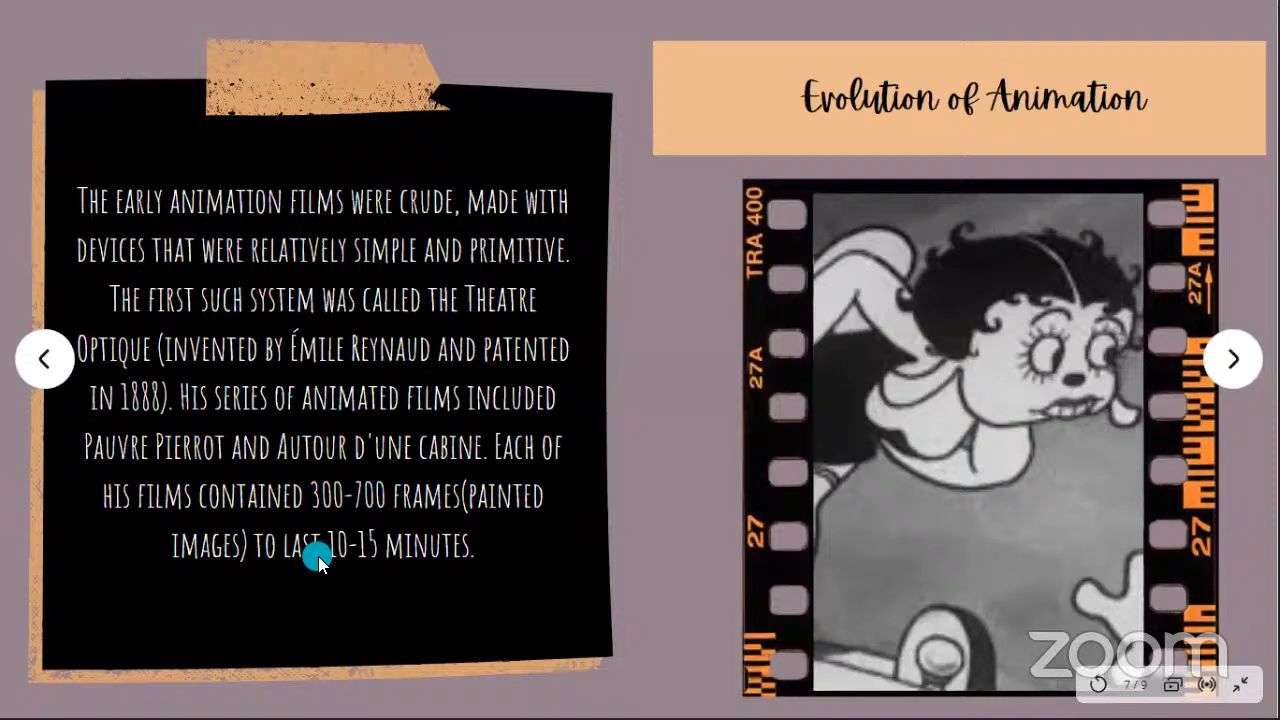 Evolution of Animation
The early animation films were crude, made with
devices that were relatively simple and primitive.
The first such system was called the Theatre
Optique (invented by Émile Reynaud and patented
in 1888). His series of animated films included
Pauvre Pierrot and Autour d'une cabine. Each of
his films contained 300-700 frames(painted
images) to last 10-15 minutes.
TRA 400
27A
27
27A
27
zoom
7/9